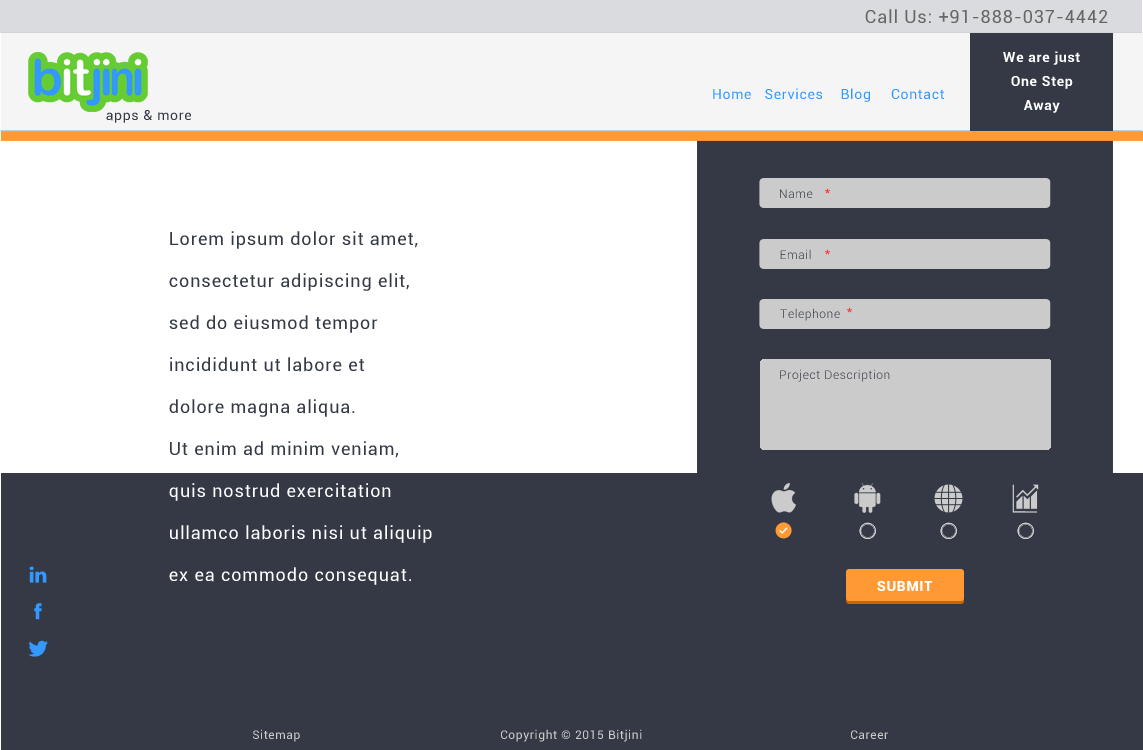 Call Us: +91-888-037-4442
bitjini
apps & more
Home Services Blog Contact
We are just
One Step
Away
Lorem ipsum dolor sit amet,
consectetur adipiscing elit,
sed do eiusmod tempor
incididunt ut labore et
dolore magna aliqua.
Ut enim ad minim veniam,
quis nostrud exercitation
ullamco laboris nisi ut aliquip
ex ea commodo consequat.
Name *
Email *
Telephone *
Project Description
SUBMIT
in
f
Sitemap
Copyright © 2015 Bitjini
Career